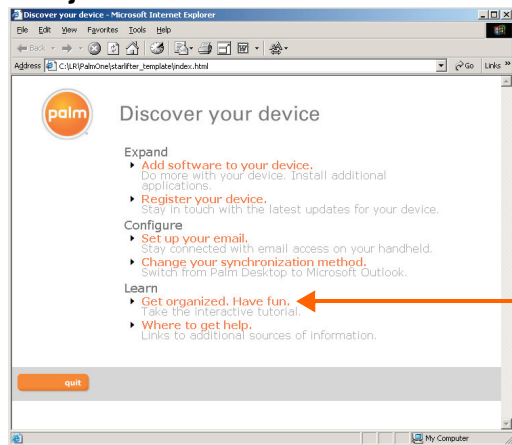 Discover your device - Microsoft Internet Explorer
File Edit View Favorites Tools Help
Back
Address C:\LR\PalmOne\starlifter_template\index.html Go Links »
palm
Discover your device
Expand
Add software to your device.
Do more with your device. Install additional
applications.
Register your device.
Stay in touch with the latest updates for your device.
Configure
Set up your email.
Stay connected with email access on your handheld.
Change your synchronization method.
Switch from Palm Desktop to Microsoft Outlook.
Learn
Get organized. Have fun.
Take the interactive tutorial.
Where to get help.
Links to additional sources of information.
quit
My Computer